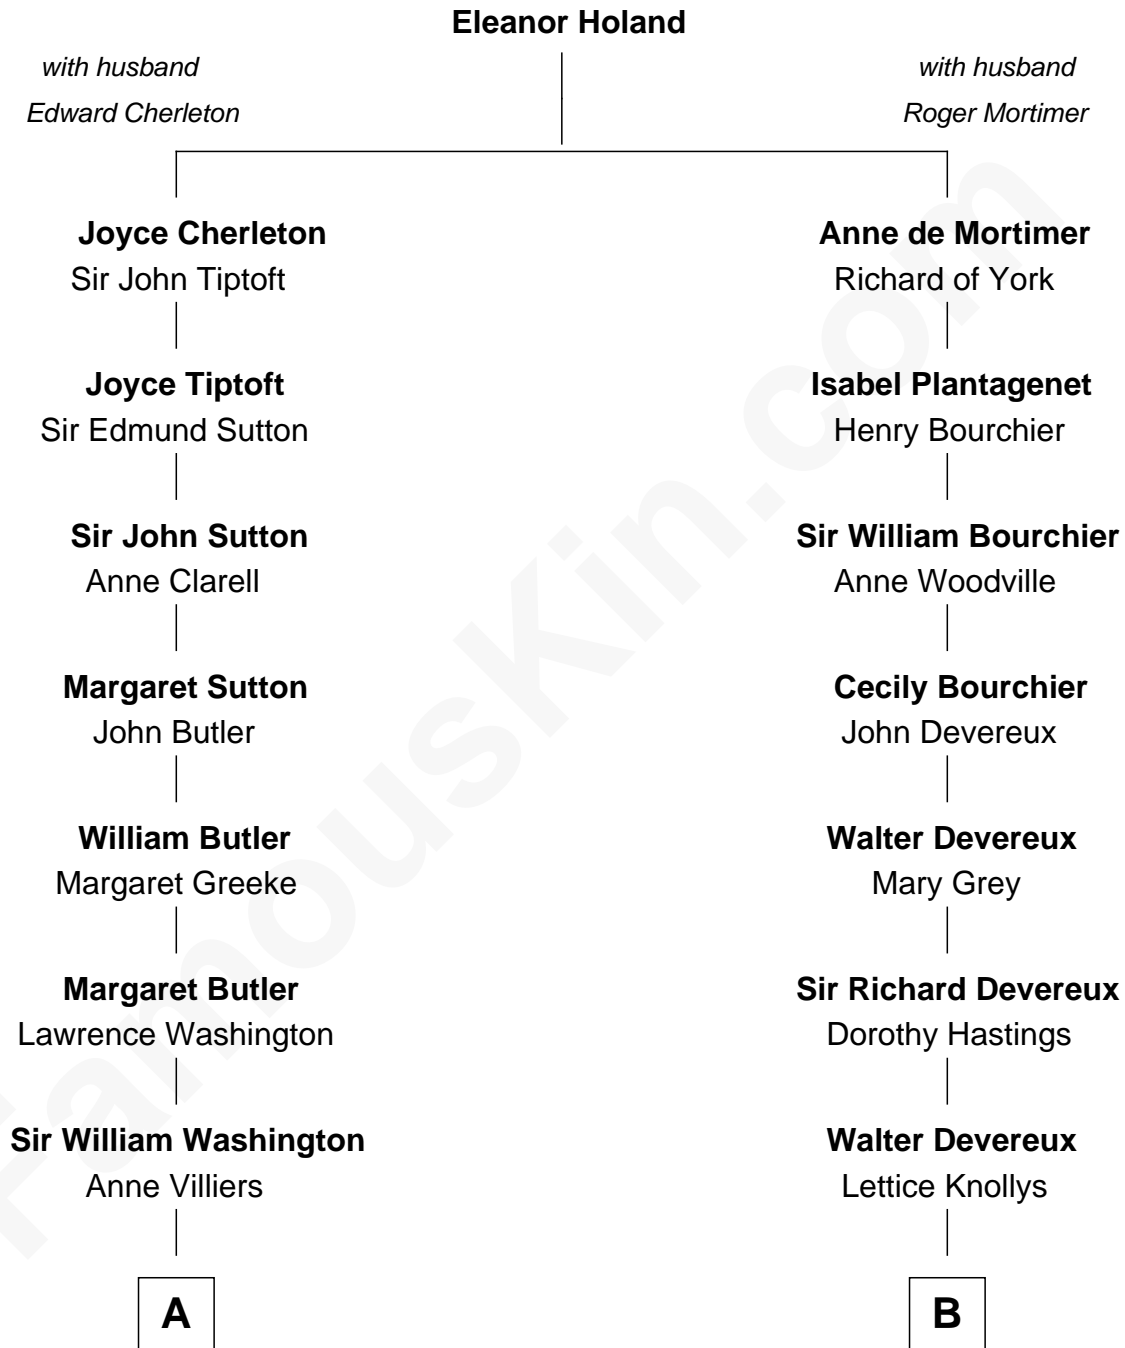 Eleanor Holand
with husband
Edward Cherleton
with husband
Roger Mortimer
Joyce Cherleton
Sir John Tiptoft
Anne de Mortimer
Richard of York
Joyce Tiptoft
Sir Edmund Sutton
Isabel Plantagenet
Henry Bourchier
Sir John Sutton
Anne Clarell
Sir William Bourchier
Anne Woodville
Margaret Sutton
John Butler
Cecily Bourchier
John Devereux
William Butler
Margaret Greeke
Walter Devereux
Mary Grey
Margaret Butler
Lawrence Washington
Sir Richard Devereux
Dorothy Hastings
Sir William Washington
Anne Villiers
Walter Devereux
Lettice Knollys
A
B
FamousKin.com